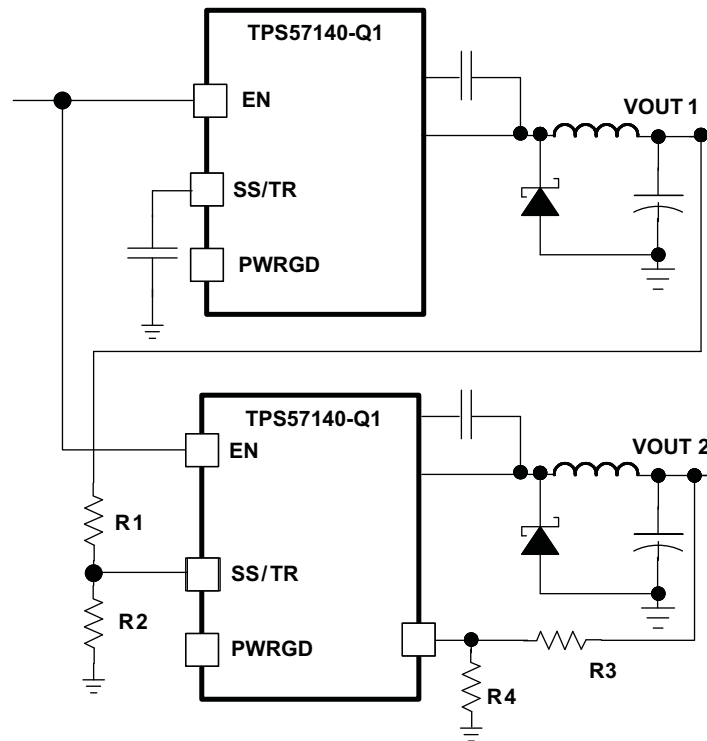 TPS57140-Q1
EN
VOUT 1
SS/TR
PWRGD
TPS57140-Q1
EN
VOUT 2
R1
SS/TR
R2
PWRGD
R3
R4